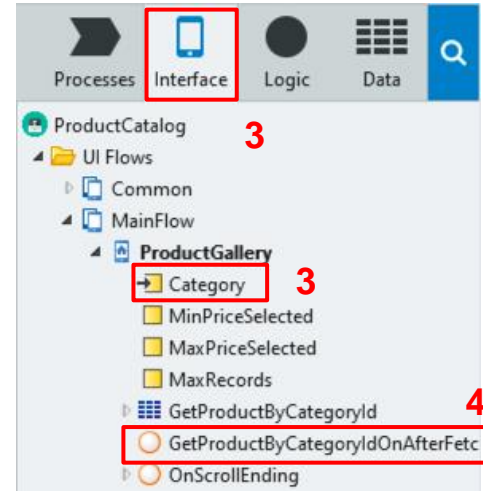 Processes Interface Logic Data
ProductCatalog
3
UI Flows
Common
MainFlow
ProductGallery
Category 3
MinPriceSelected
MaxPriceSelected
MaxRecords
GetProductByCategoryId 4
GetProductByCategoryIdOnAfterFetc
OnScrollEnding